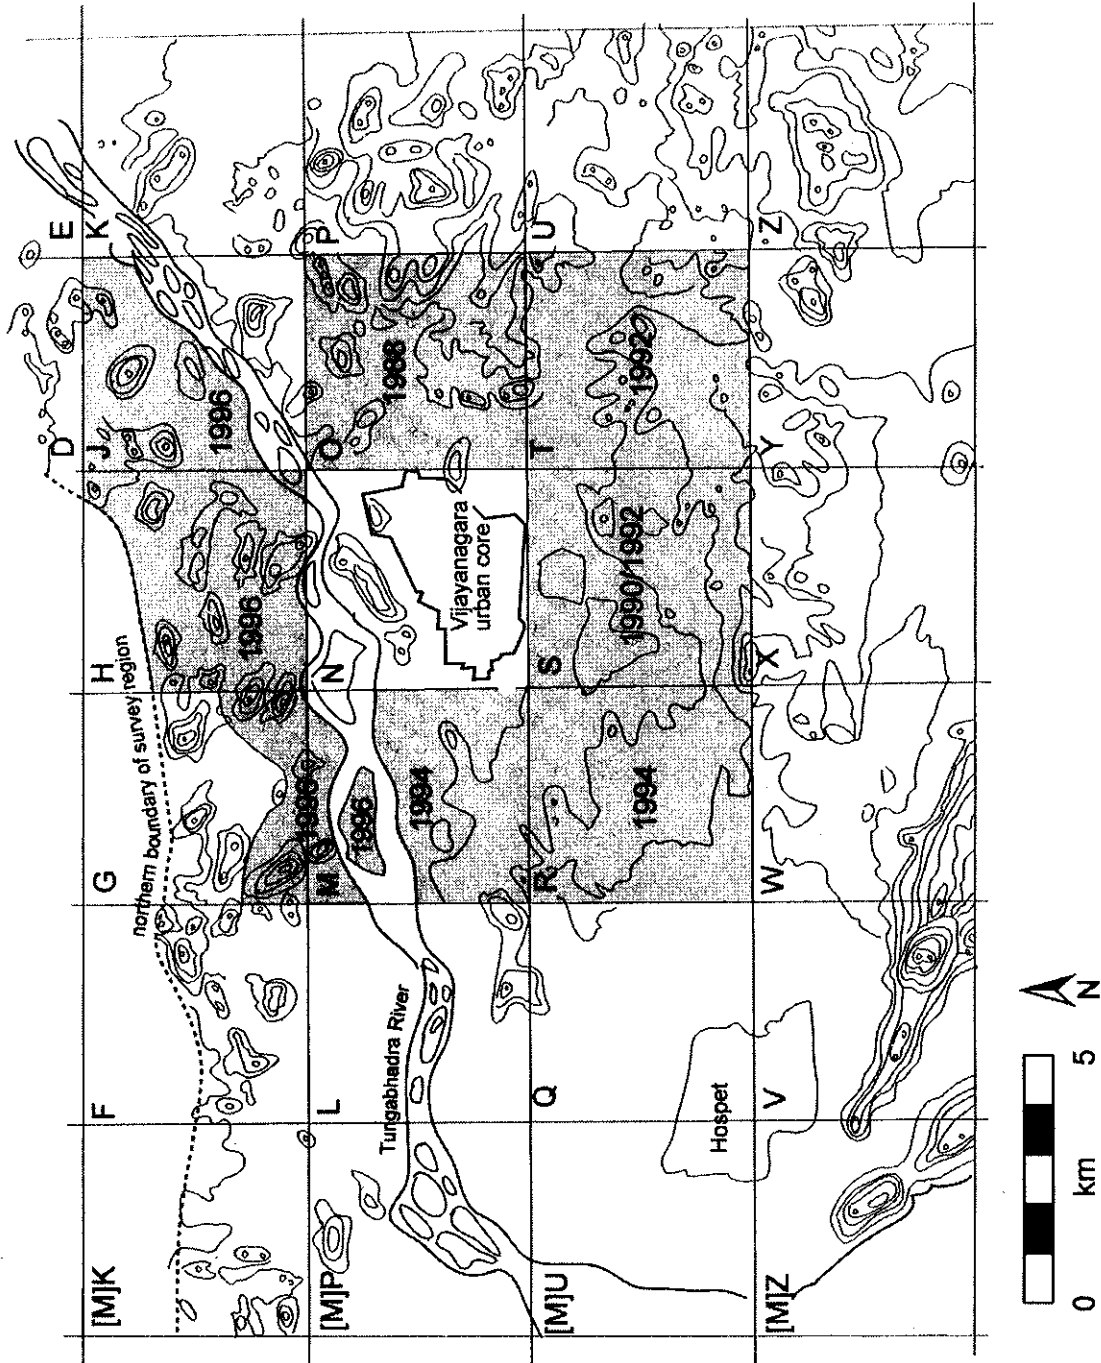 D E
[M]K F G H J K
northern boundary of survey region
1996 1996
1996
[M]P L M N O P
1996
Tungabhadra River
1994 1988
Vijayanagara
urban core
[M]U Q R S T U
1994 1990/1992 1992
Hospet
[M]Z V W X Y Z
0 km 5
N